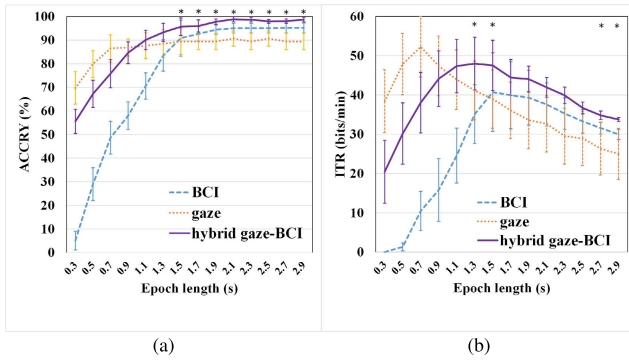 100
90
80
70
60
50
40
30
20
10
0
ACCRY (%)
* * * * * * * *
BCI
gaze
hybrid gaze-BCI
0.3 0.5 0.7 0.9 1.1 1.3 1.5 1.7 1.9 2.1 2.3 2.5 2.7 2.9
Epoch length (s)
(a)
60
50
40
30
20
10
0
ITR (bits/min)
* * * *
BCI
gaze
hybrid gaze-BCI
0.3 0.5 0.7 0.9 1.1 1.3 1.5 1.7 1.9 2.1 2.3 2.5 2.7 2.9
Epoch length (s)
(b)